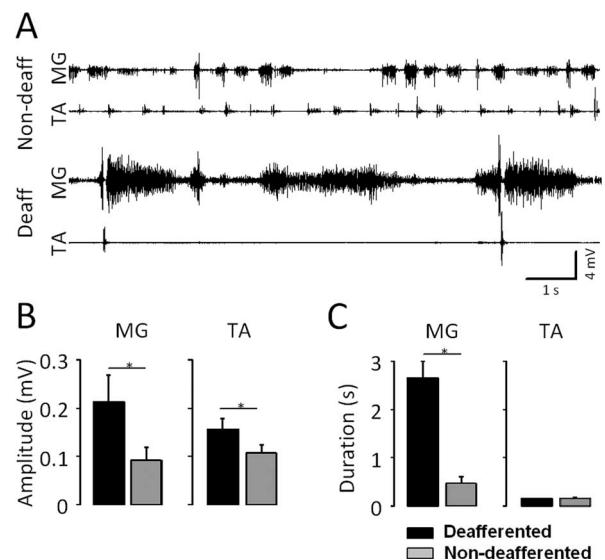 A
Non-deaff
MG
TA
Deaff
MG
TA
4 mV
1 s
B
MG
TA
Amplitude (mV)
0.3
0.2
0.1
0
*
*
C
MG
TA
Duration (s)
3
2
1
0
*
Deafferented
Non-deafferented